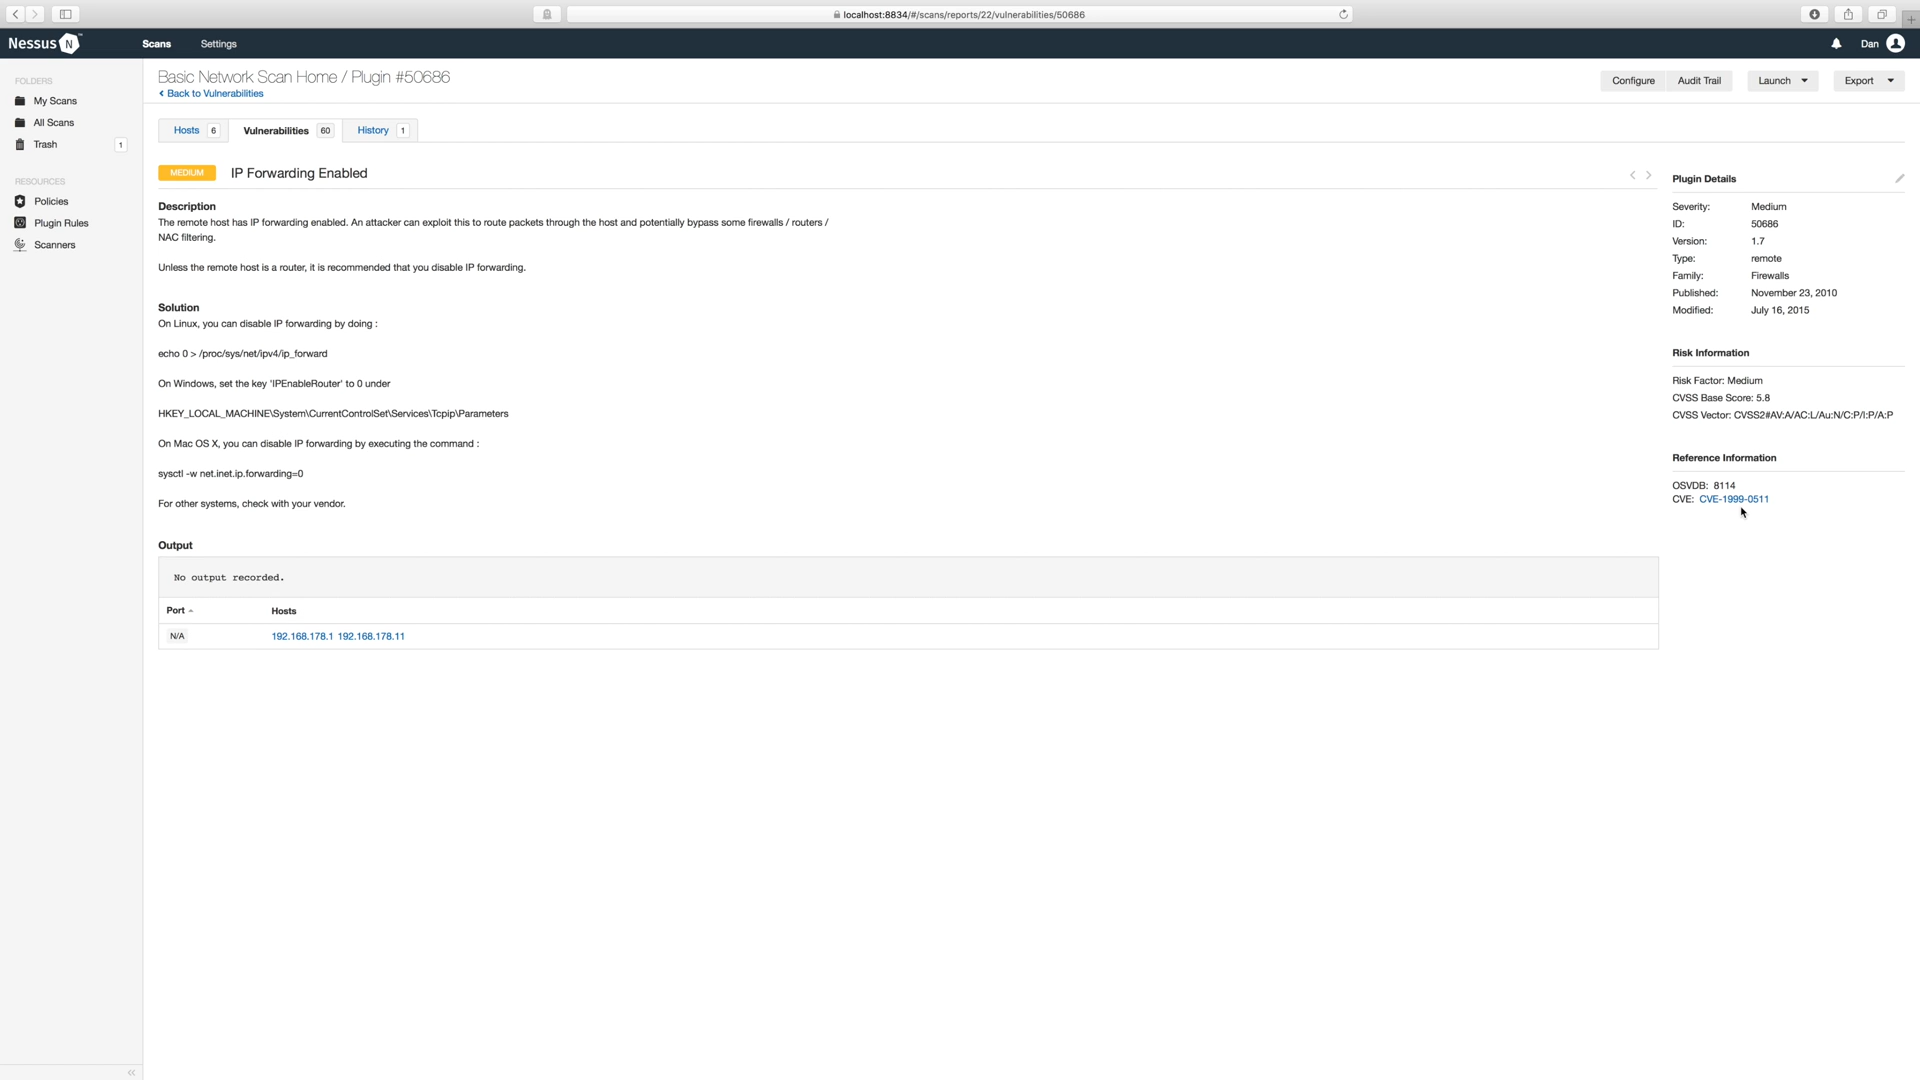 localhost:8834/#/scans/reports/22/vulnerabilities/50686
Nessus N
Scans
Settings
Dan
FOLDERS
My Scans
All Scans
Trash 1
RESOURCES
Policies
Plugin Rules
Scanners
Basic Network Scan Home / Plugin #50686
< Back to Vulnerabilities
Configure
Audit Trail
Launch
Export
Hosts 6
Vulnerabilities 60
History 1
MEDIUM
IP Forwarding Enabled
Description
The remote host has IP forwarding enabled. An attacker can exploit this to route packets through the host and potentially bypass some firewalls / routers /
NAC filtering.
Unless the remote host is a router, it is recommended that you disable IP forwarding.
Solution
On Linux, you can disable IP forwarding by doing :
echo 0 > /proc/sys/net/ipv4/ip_forward
On Windows, set the key 'IPEnableRouter' to 0 under
HKEY_LOCAL_MACHINE\System\CurrentControlSet\Services\Tcpip\Parameters
On Mac OS X, you can disable IP forwarding by executing the command :
sysctl -w net.inet.ip.forwarding=0
For other systems, check with your vendor.
Output
No output recorded.
Port Hosts
N/A 192.168.178.1 192.168.178.11
Plugin Details
Severity: Medium
ID: 50686
Version: 1.7
Type: remote
Family: Firewalls
Published: November 23, 2010
Modified: July 16, 2015
Risk Information
Risk Factor: Medium
CVSS Base Score: 5.8
CVSS Vector: CVSS2#AV:A/AC:L/Au:N/C:P/I:P/A:P
Reference Information
OSVDB: 8114
CVE: CVE-1999-0511